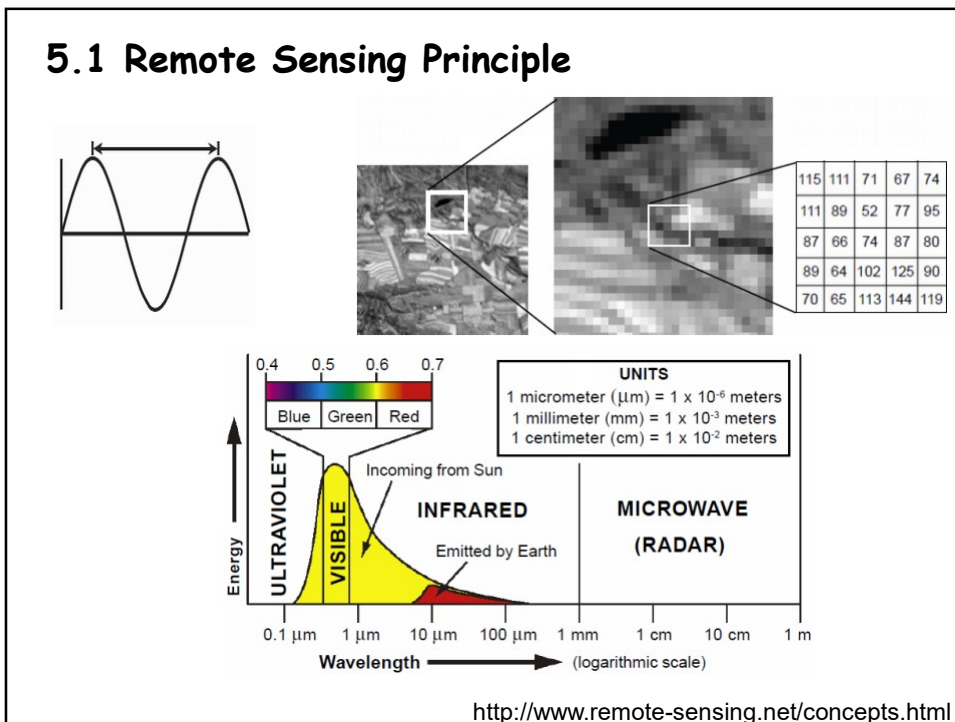 5.1 Remote Sensing Principle
115 111 71 67 74
111 89 52 77 95
87 66 74 87 80
89 64 102 125 90
70 65 113 144 119
0.4 0.5 0.6 0.7
Blue Green Red
UNITS
1 micrometer (μm) = 1 x 10⁻⁶ meters
1 millimeter (mm) = 1 x 10⁻³ meters
1 centimeter (cm) = 1 x 10⁻² meters
Energy
ULTRAVIOLET
VISIBLE
Incoming from Sun
INFRARED
Emitted by Earth
MICROWAVE
(RADAR)
0.1 μm 1 μm 10 μm 100 μm 1 mm 1 cm 10 cm 1 m
Wavelength (logarithmic scale)
http://www.remote-sensing.net/concepts.html